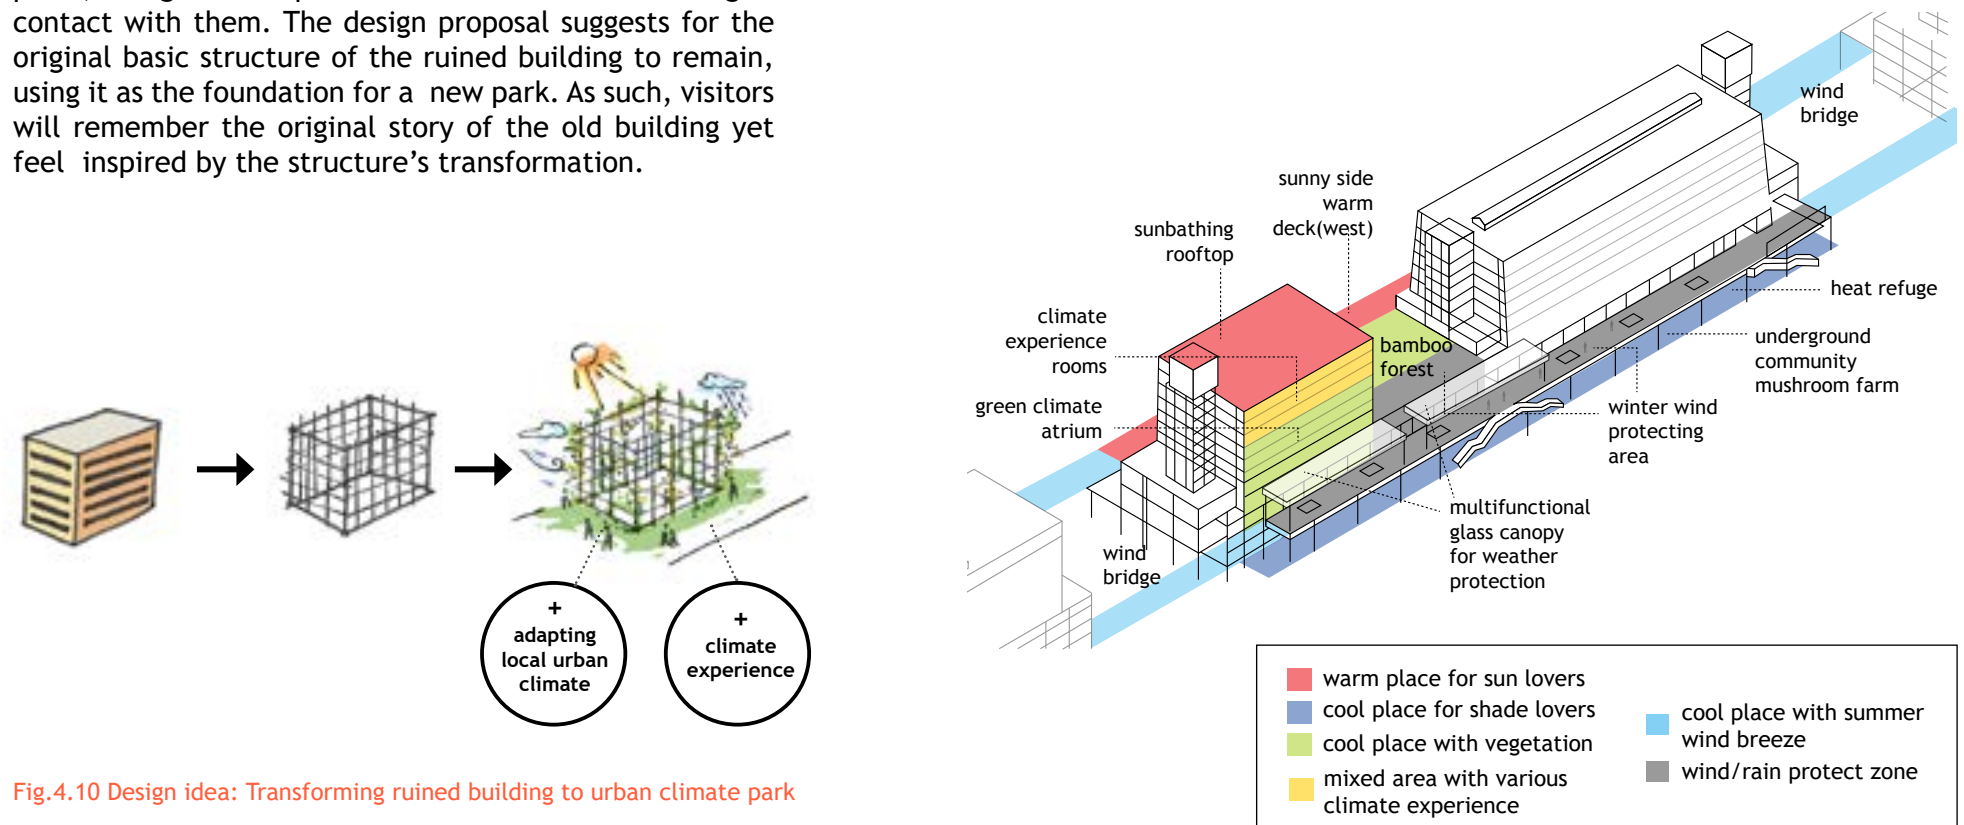 contact with them. The design proposal suggests for the
original basic structure of the ruined building to remain,
using it as the foundation for a new park. As such, visitors
will remember the original story of the old building yet
feel inspired by the structure’s transformation.
+
adapting
local urban
climate
+
climate
experience
Fig.4.10 Design idea: Transforming ruined building to urban climate park
wind
bridge
sunny side
warm
deck(west)
sunbathing
rooftop
climate
experience
rooms
green climate
atrium
bamboo
forest
heat refuge
underground
community
mushroom farm
winter wind
protecting
area
multifunctional
glass canopy
for weather
protection
wind
bridge
warm place for sun lovers
cool place for shade lovers
cool place with vegetation
mixed area with various
climate experience
cool place with summer
wind breeze
wind/rain protect zone